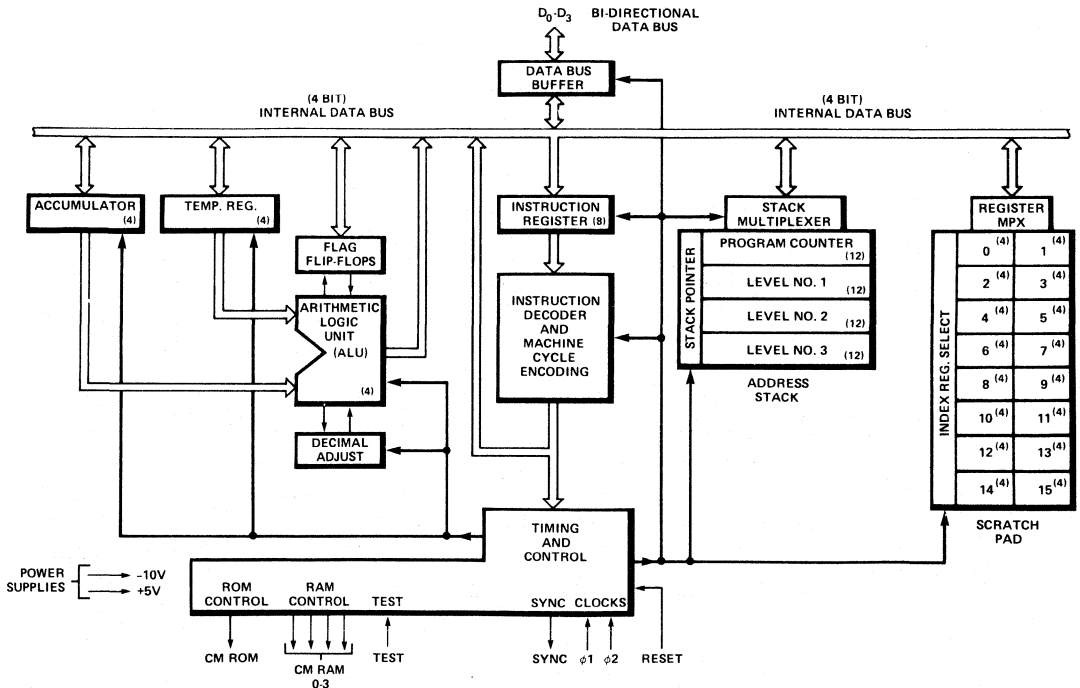 D0-D3 BI-DIRECTIONAL
DATA BUS
DATA BUS
BUFFER
(4 BIT)
INTERNAL DATA BUS
(4 BIT)
INTERNAL DATA BUS
ACCUMULATOR
(4)
TEMP. REG.
(4)
FLAG
FLIP-FLOPS
INSTRUCTION
REGISTER (8)
STACK
MULTIPLEXER
REGISTER
MPX
STACK POINTER
PROGRAM COUNTER
(12)
LEVEL NO. 1
(12)
LEVEL NO. 2
(12)
LEVEL NO. 3
(12)
ADDRESS
STACK
INDEX REG. SELECT
0 (4) 1 (4)
2 (4) 3 (4)
4 (4) 5 (4)
6 (4) 7 (4)
8 (4) 9 (4)
10 (4) 11 (4)
12 (4) 13 (4)
14 (4) 15 (4)
SCRATCH
PAD
ARITHMETIC
LOGIC
UNIT
(ALU)
(4)
INSTRUCTION
DECODER
AND
MACHINE
CYCLE
ENCODING
DECIMAL
ADJUST
TIMING
AND
CONTROL
POWER
SUPPLIES
–10V
+5V
ROM
CONTROL
RAM
CONTROL
TEST
SYNC CLOCKS
CM ROM
CM RAM
0-3
TEST
SYNC
φ1 φ2
RESET